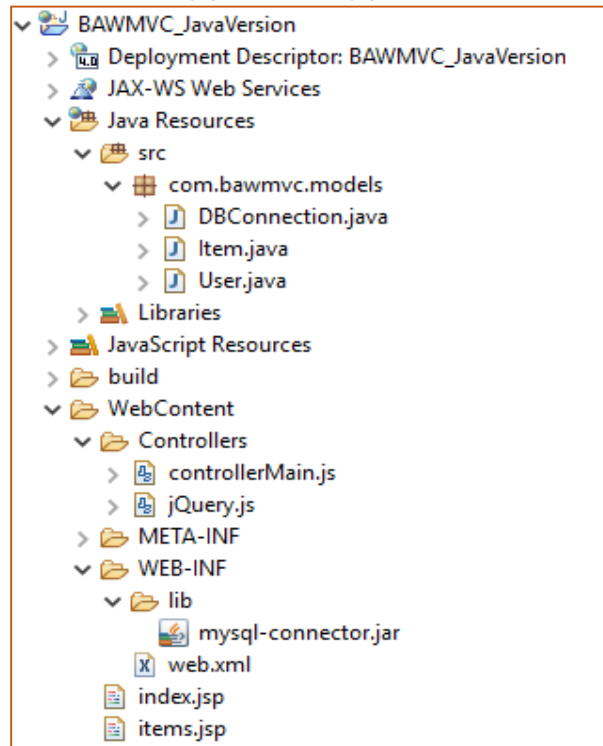 BAWMVC_JavaVersion
Deployment Descriptor: BAWMVC_JavaVersion
JAX-WS Web Services
Java Resources
src
com.bawmvc.models
DBConnection.java
Item.java
User.java
Libraries
JavaScript Resources
build
WebContent
Controllers
controllerMain.js
jQuery.js
META-INF
WEB-INF
lib
mysql-connector.jar
web.xml
index.jsp
items.jsp